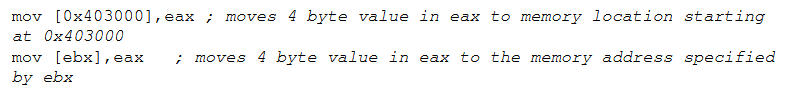 mov [0x403000],eax ; moves 4 byte value in eax to memory location starting
at 0x403000
mov [ebx],eax   ; moves 4 byte value in eax to the memory address specified
by ebx